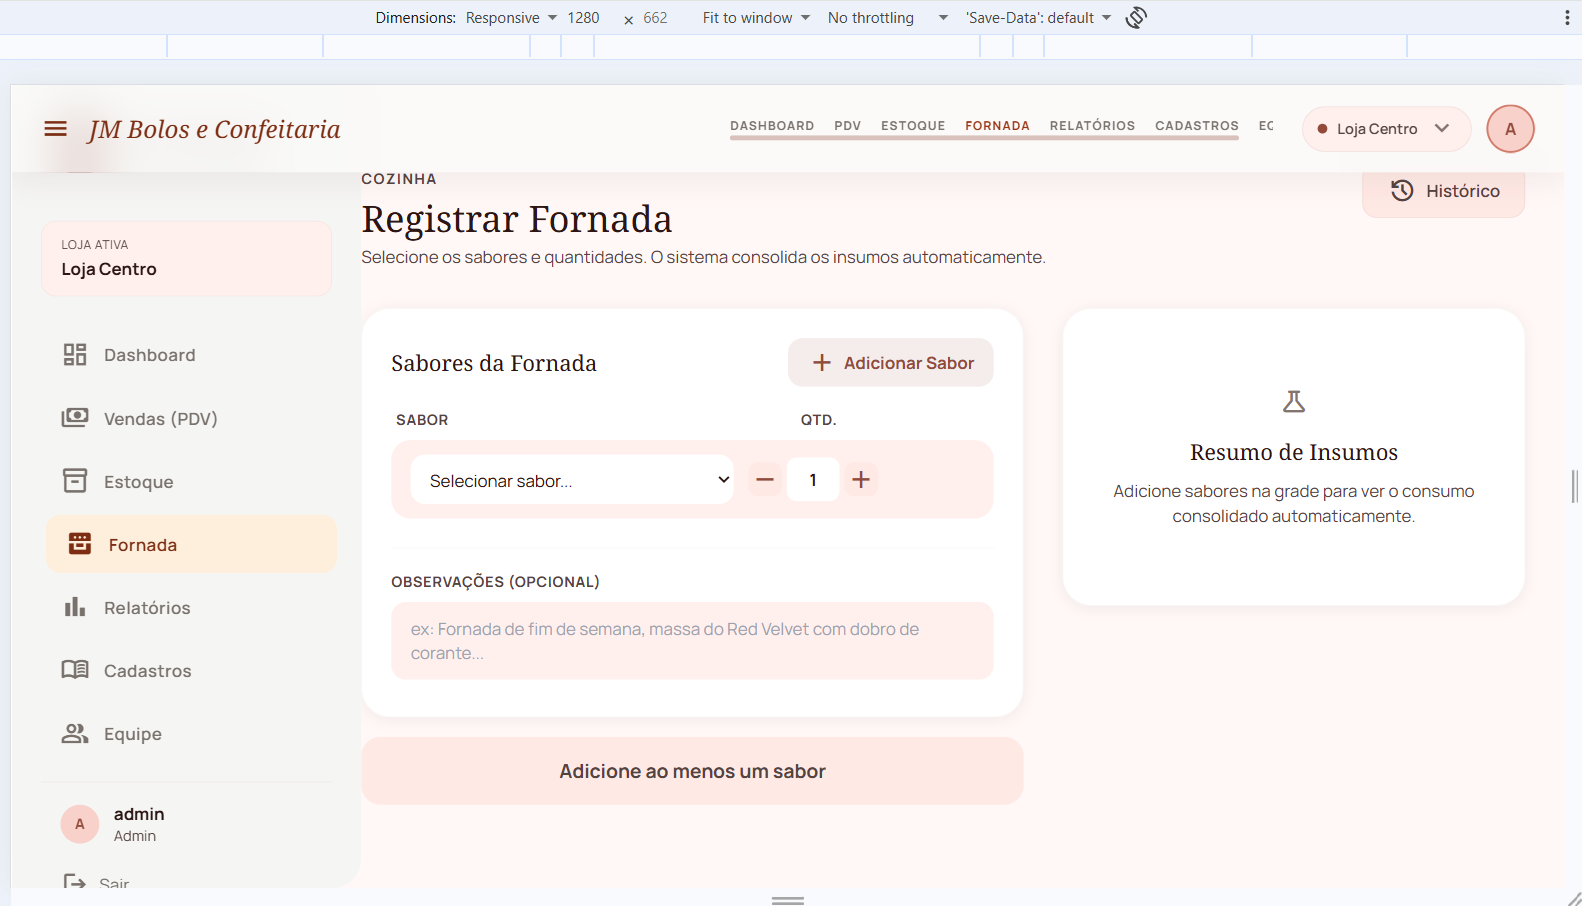 Dimensions: Responsive 1280 × 662 Fit to window No throttling 'Save-Data': default
JM Bolos e Confeitaria
DASHBOARD PDV ESTOQUE FORNADA RELATÓRIOS CADASTROS EQ
Loja Centro
A
LOJA ATIVA
Loja Centro
Dashboard
Vendas (PDV)
Estoque
Fornada
Relatórios
Cadastros
Equipe
A
admin
Admin
Sair
COZINHA
Registrar Fornada
Selecione os sabores e quantidades. O sistema consolida os insumos automaticamente.
Histórico
Sabores da Fornada
Adicionar Sabor
SABOR QTD.
Selecionar sabor... 1
OBSERVAÇÕES (OPCIONAL)
ex: Fornada de fim de semana, massa do Red Velvet com dobro de
corante...
Adicione ao menos um sabor
Resumo de Insumos
Adicione sabores na grade para ver o consumo
consolidado automaticamente.